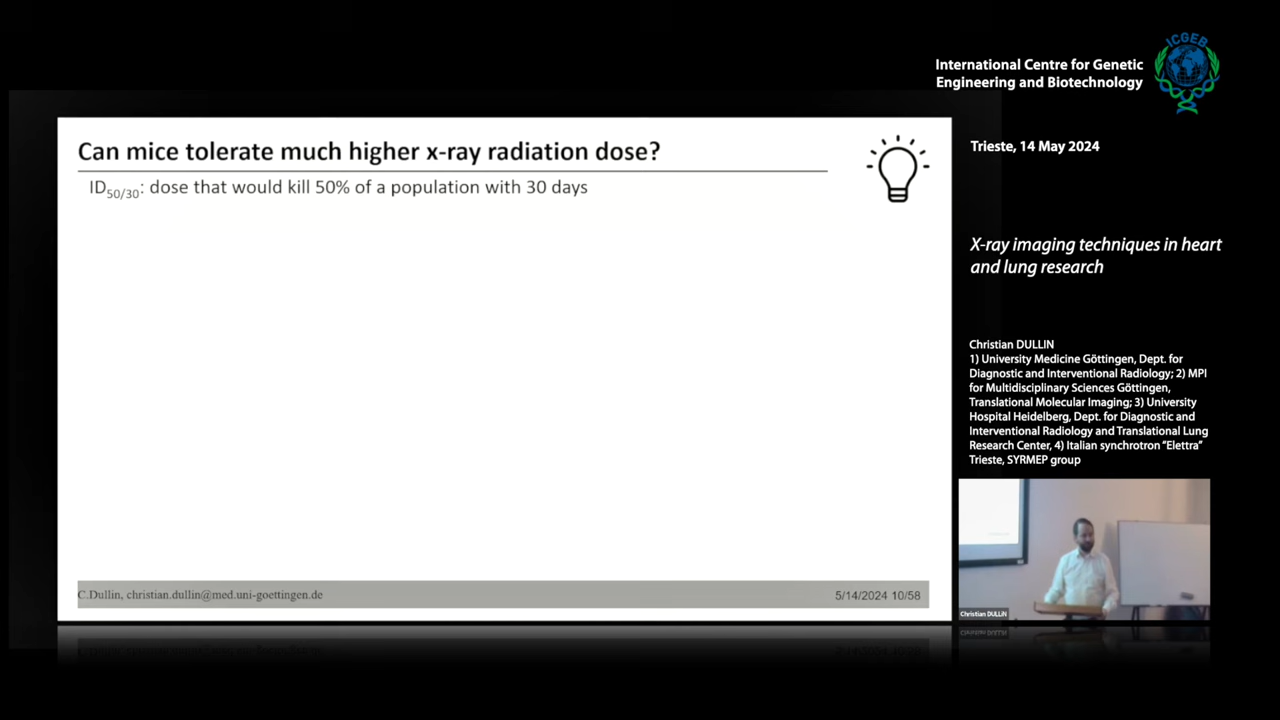 ICGEB
International Centre for Genetic
Engineering and Biotechnology
Trieste, 14 May 2024
Can mice tolerate much higher x-ray radiation dose?
ID50/30: dose that would kill 50% of a population with 30 days
X-ray imaging techniques in heart
and lung research
Christian DULLIN
1) University Medicine Göttingen, Dept. for
Diagnostic and Interventional Radiology; 2) MPI
for Multidisciplinary Sciences Göttingen,
Translational Molecular Imaging; 3) University
Hospital Heidelberg, Dept. for Diagnostic and
Interventional Radiology and Translational Lung
Research Center, 4) Italian synchrotron “Elettra”
Trieste, SYRMEP group
C.Dullin, christian.dullin@med.uni-goettingen.de
5/14/2024 10/58
Christian DULLIN